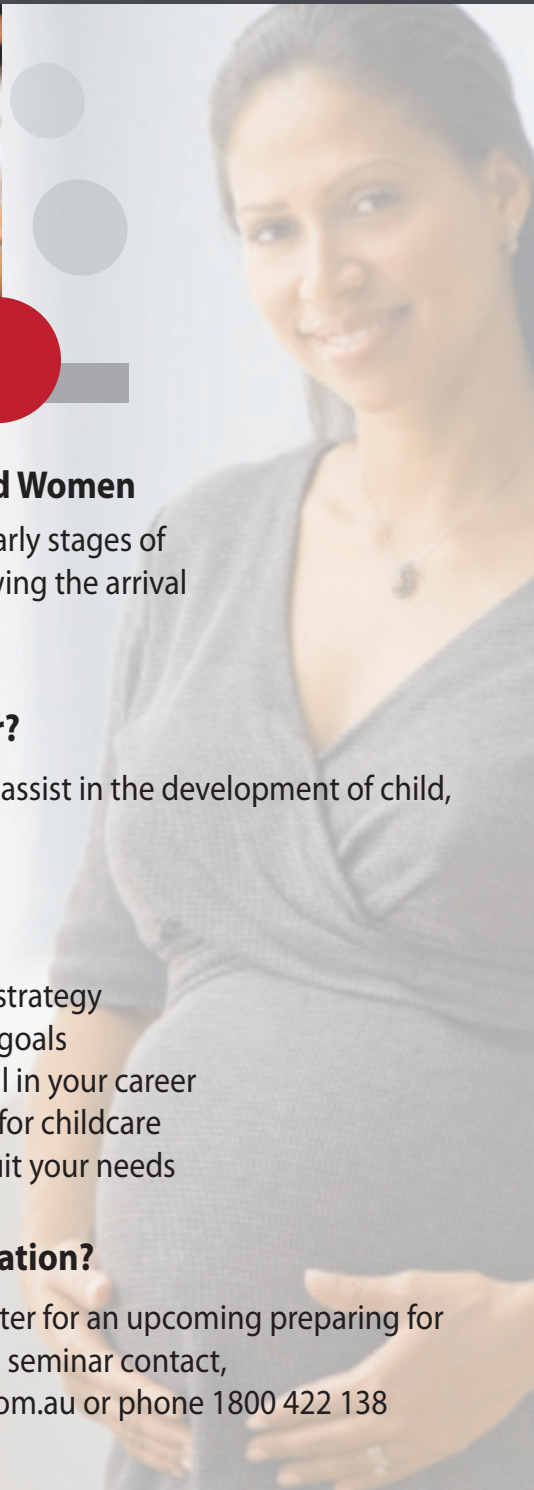 d Women
arly stages of
ving the arrival
r?
assist in the development of child,
strategy
goals
l in your career
for childcare
uit your needs
ation?
ter for an upcoming preparing for
seminar contact,
om.au or phone 1800 422 138